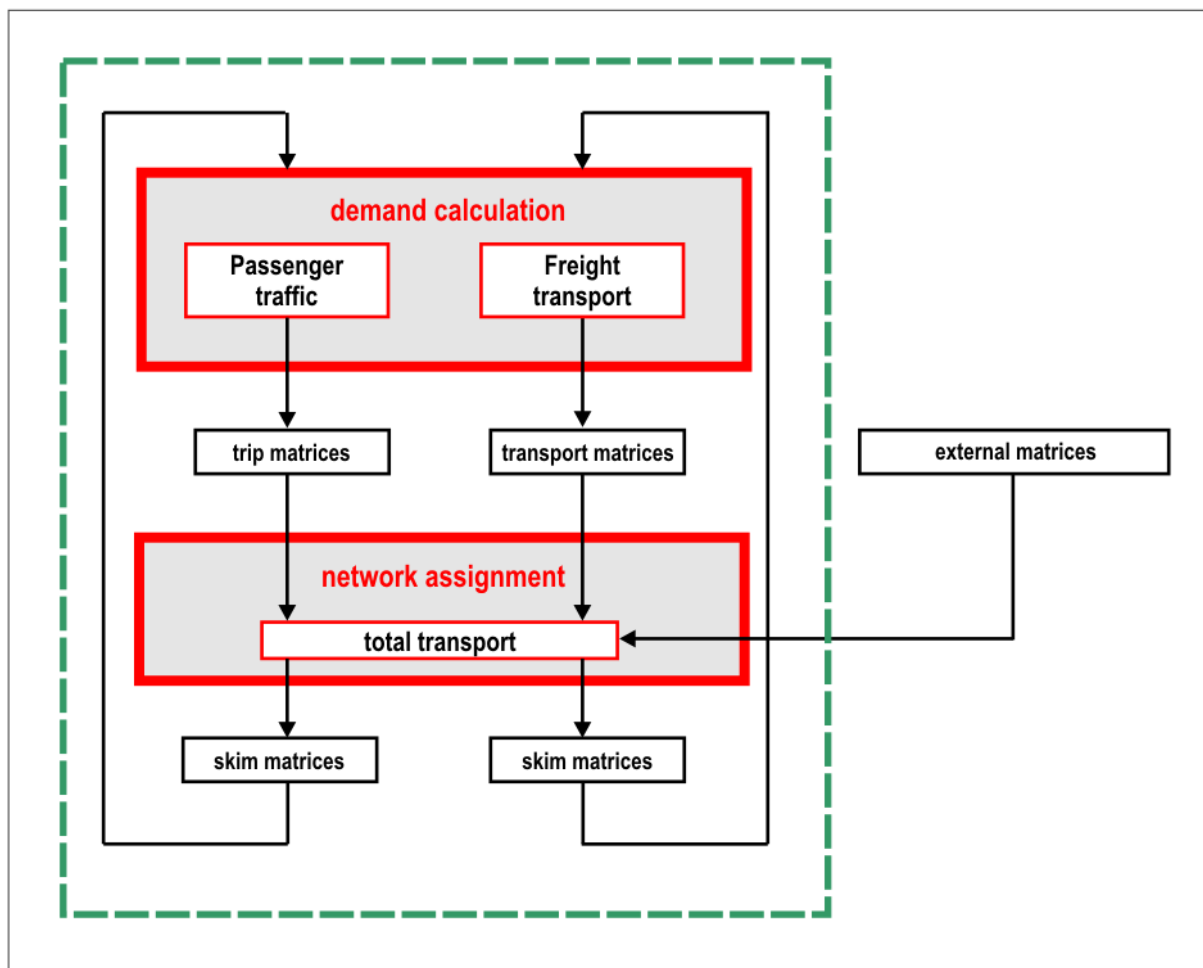 demand calculation
Passenger
traffic
Freight
transport
trip matrices
transport matrices
external matrices
network assignment
total transport
skim matrices
skim matrices